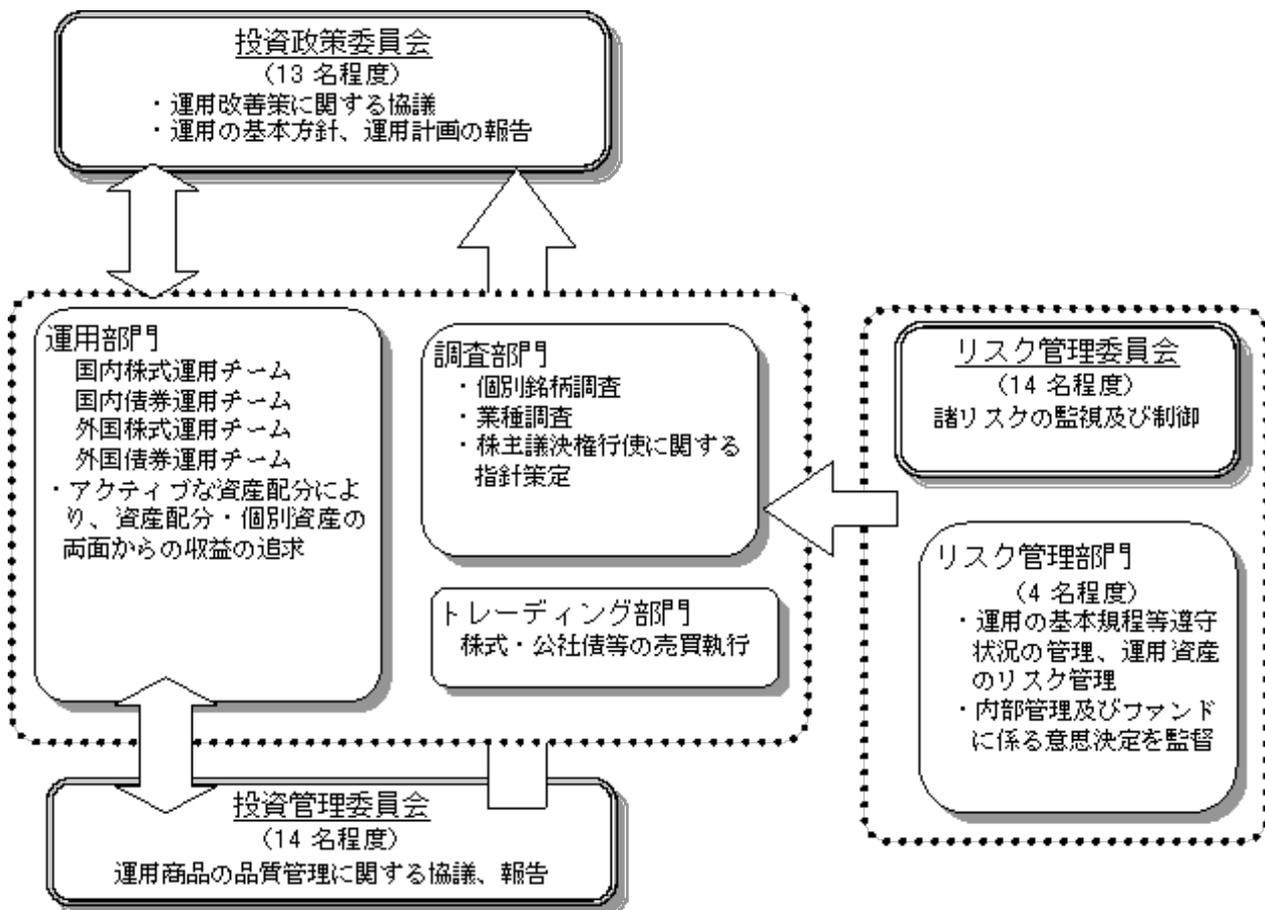 投資政策委員会
（13 名程度）
・運用改善策に関する協議
・運用の基本方針、運用計画の報告
運用部門
国内株式運用チーム
国内債券運用チーム
外国株式運用チーム
外国債券運用チーム
・アクティブな資産配分によ
り、資産配分・個別資産の
両面からの収益の追求
調査部門
・個別銘柄調査
・業種調査
・株主議決権行使に関する
指針策定
トレーディング部門
株式・公社債等の売買執行
リスク管理委員会
（14 名程度）
諸リスクの監視及び制御
リスク管理部門
（4 名程度）
・運用の基本規程等遵守
状況の管理、運用資産
のリスク管理
・内部管理及びファンド
に係る意思決定を監督
投資管理委員会
（14 名程度）
運用商品の品質管理に関する協議、報告